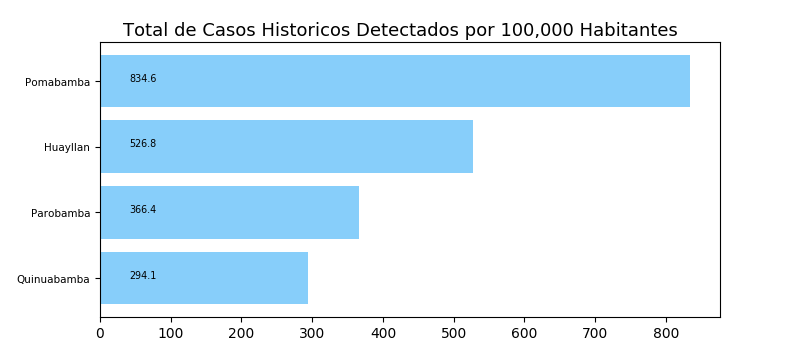 Total de Casos Historicos Detectados por 100,000 Habitantes
Pomabamba 834.6
Huayllan 526.8
Parobamba 366.4
Quinuabamba 294.1
0 100 200 300 400 500 600 700 800